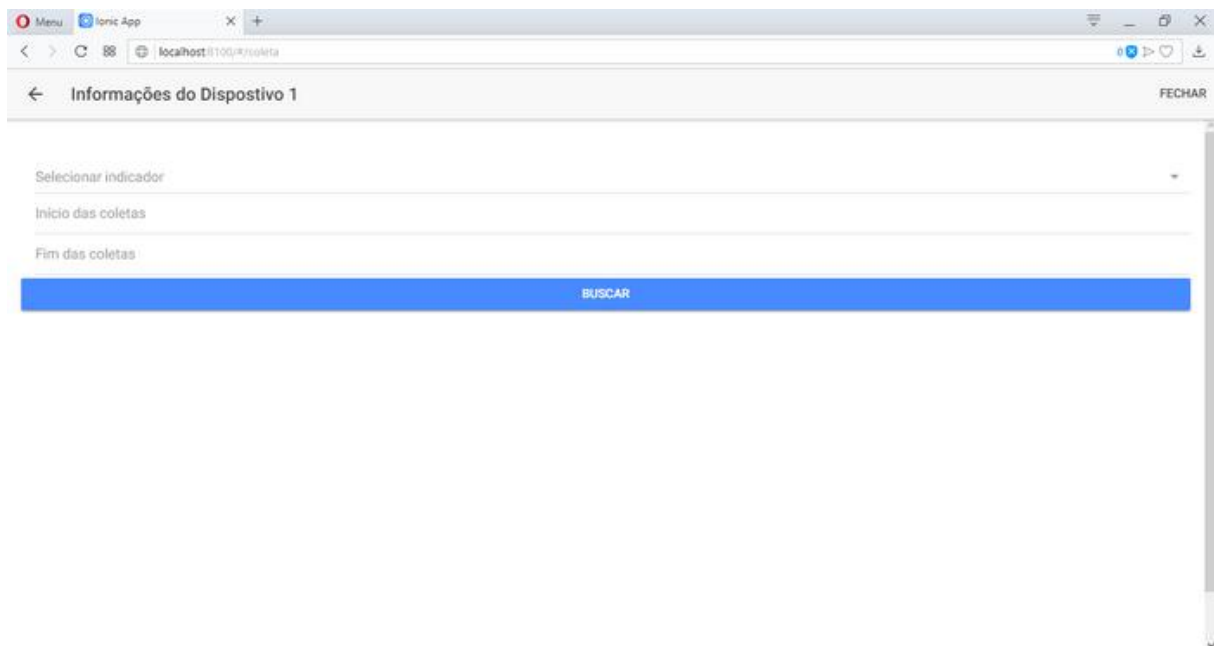 Menu
Ionic App
localhost:8100/#/coleta
Informações do Dispostivo 1
FECHAR
Selecionar indicador
Início das coletas
Fim das coletas
BUSCAR